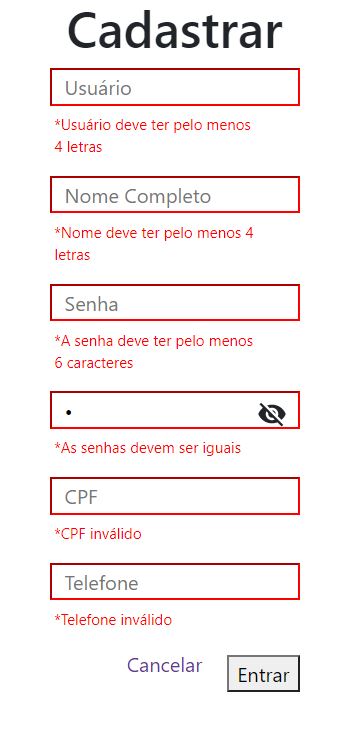 Cadastrar
Usuário
*Usuário deve ter pelo menos
4 letras
Nome Completo
*Nome deve ter pelo menos 4
letras
Senha
*A senha deve ter pelo menos
6 caracteres
•
*As senhas devem ser iguais
CPF
*CPF inválido
Telefone
*Telefone inválido
Cancelar Entrar